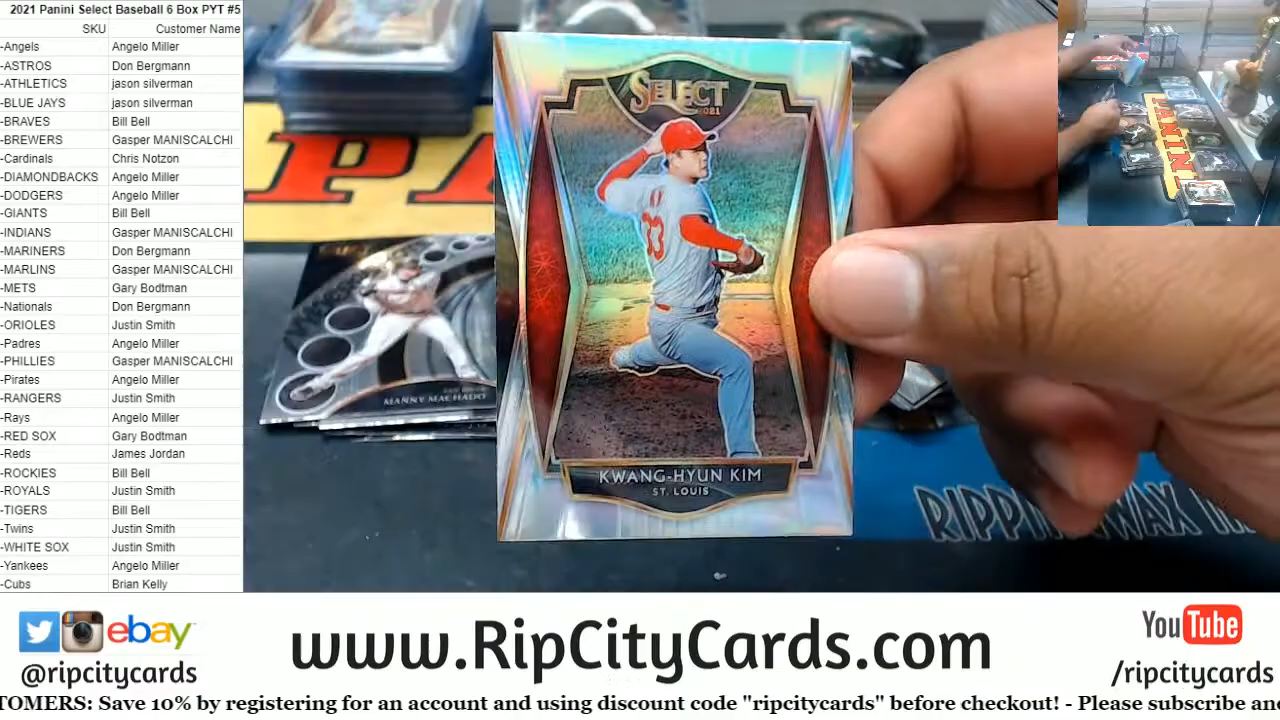 2021 Panini Select Baseball 6 Box PYT #5
SKU Customer Name
-Angels Angelo Miller
-ASTROS Don Bergmann
-ATHLETICS jason silverman
-BLUE JAYS jason silverman
-BRAVES Bill Bell
-BREWERS Gasper MANISCALCHI
-Cardinals Chris Notzon
-DIAMONDBACKS Angelo Miller
-DODGERS Angelo Miller
-GIANTS Bill Bell
-INDIANS Gasper MANISCALCHI
-MARINERS Don Bergmann
-MARLINS Gasper MANISCALCHI
-METS Gary Bodtman
-Nationals Don Bergmann
-ORIOLES Justin Smith
-Padres Angelo Miller
-PHILLIES Gasper MANISCALCHI
-Pirates Angelo Miller
-RANGERS Justin Smith
-Rays Angelo Miller
-RED SOX Gary Bodtman
-Reds James Jordan
-ROCKIES Bill Bell
-ROYALS Justin Smith
-TIGERS Bill Bell
-Twins Justin Smith
-WHITE SOX Justin Smith
-Yankees Angelo Miller
-Cubs Brian Kelly
SELECT
2021
33
KWANG-HYUN KIM
ST. LOUIS
MANNY MACHADO
PA
PANINI
RIPPIN WAX
ebay
@ripcitycards
www.RipCityCards.com
YouTube
/ripcitycards
TOMERS: Save 10% by registering for an account and using discount code "ripcitycards" before checkout! - Please subscribe and